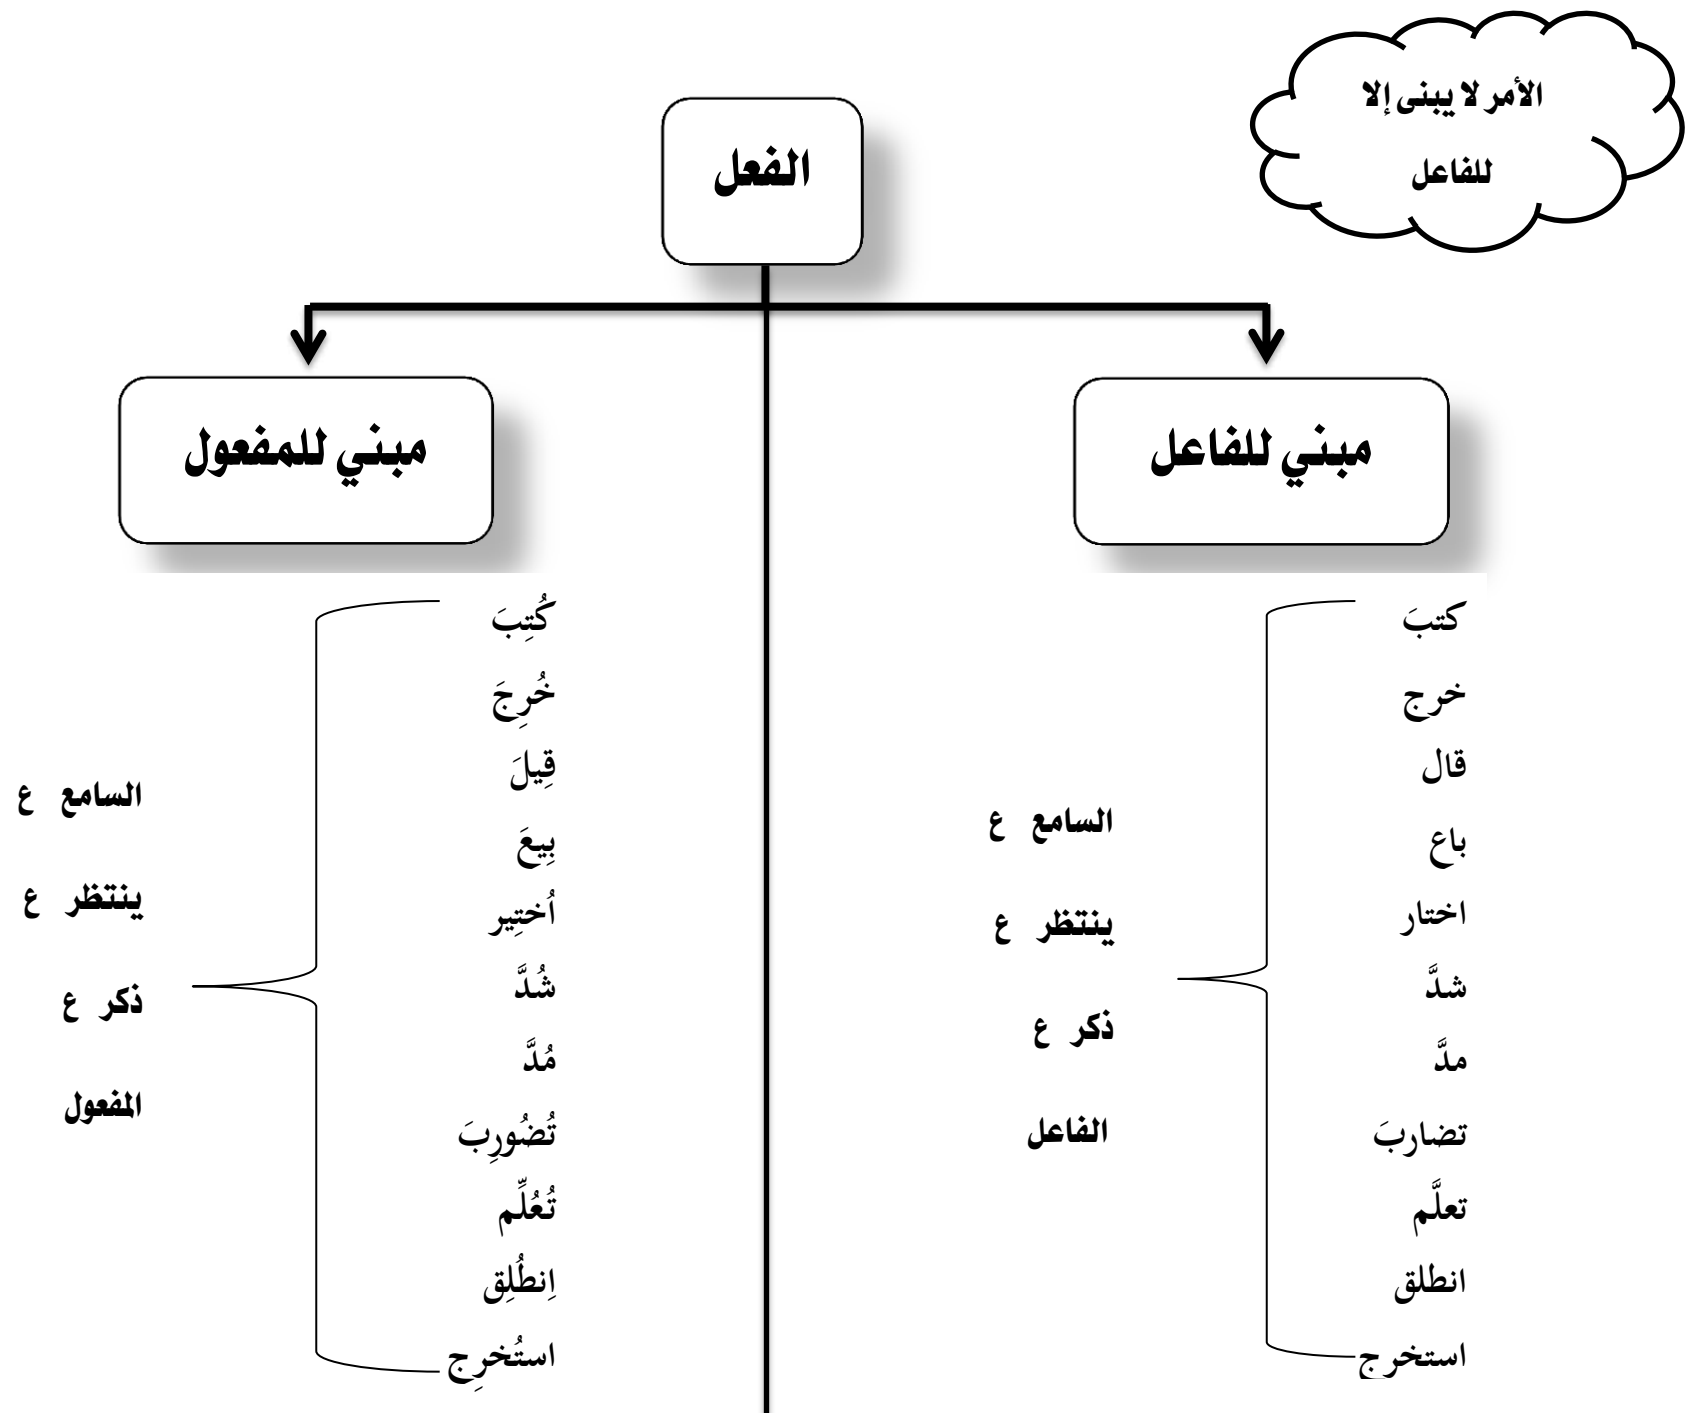 الأمر لا يبنى إلا
للفاعل
الفعل
مبني للفاعل
كتبَ
خرج
قال
باع
اختار
شدَّ
مدَّ
تضاربَ
تعلَّم
انطلق
استخرج
السامع ع
ينتظر ع
ذكر ع
الفاعل
مبني للمفعول
كُتِبَ
خُرِجَ
قِيلَ
بِيعَ
اُختِير
شُدَّ
مُدَّ
تُضُورِبَ
تُعُلِّم
اِنطُلِق
استُخرِج
السامع ع
ينتظر ع
ذكر ع
المفعول